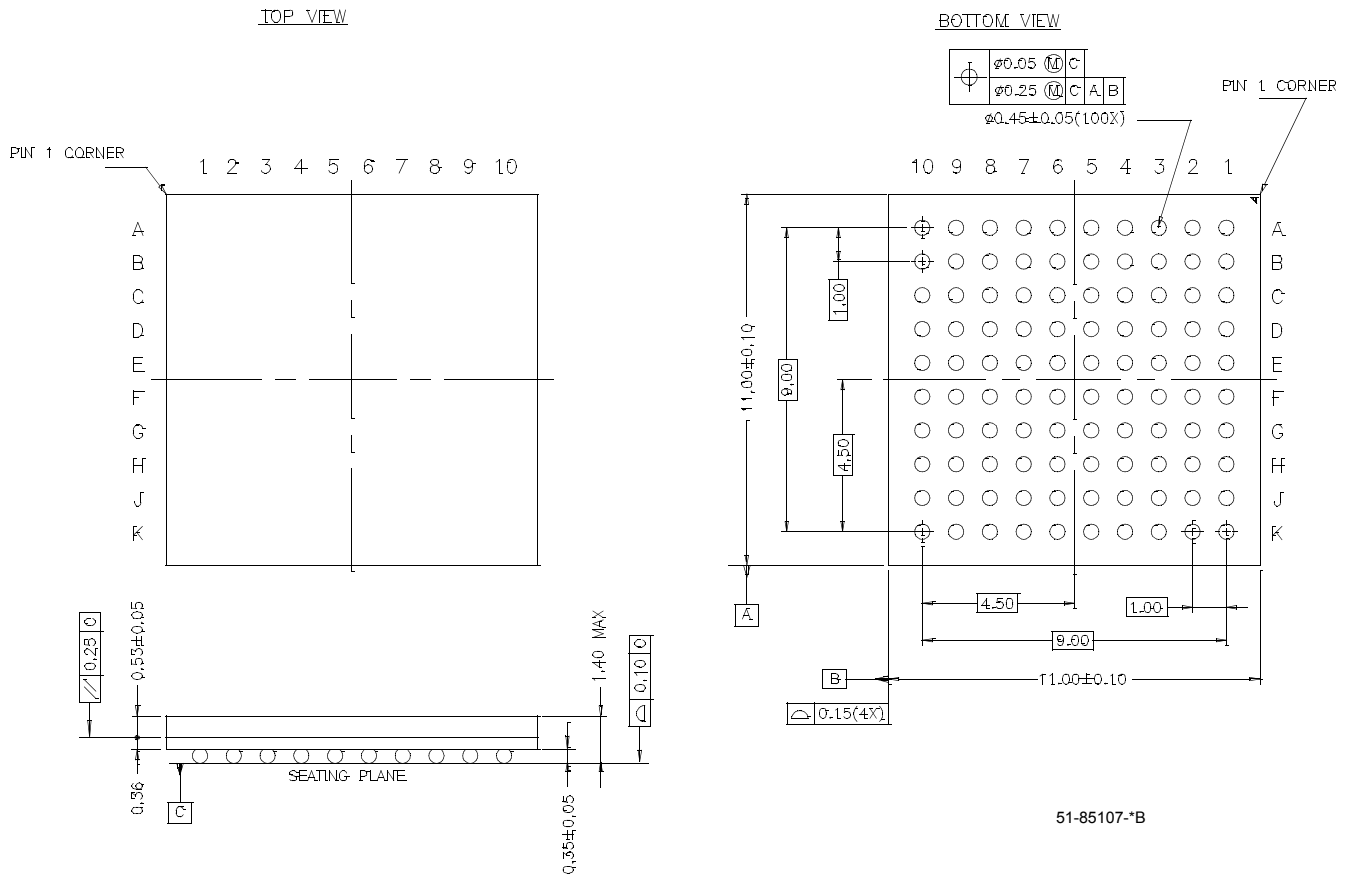 TOP VIEW
BOTTOM VIEW
⌀0.05 Ⓜ C
⌀0.25 Ⓜ C A B
⌀0.45±0.05(100X)
PIN 1 CORNER
PIN 1 CORNER
1 2 3 4 5 6 7 8 9 10
10 9 8 7 6 5 4 3 2 1
A
B
C
D
E
F
G
H
J
K
A
B
C
D
E
F
G
H
J
K
1.00
11.00±0.10
9.00
4.50
A
4.50
1.00
9.00
B
11.00±0.10
0.15(4X)
// 0.25 C
0.53±0.05
1.40 MAX
0.10 C
SEATING PLANE
0.36
C
0.35±0.05
51-85107-*B